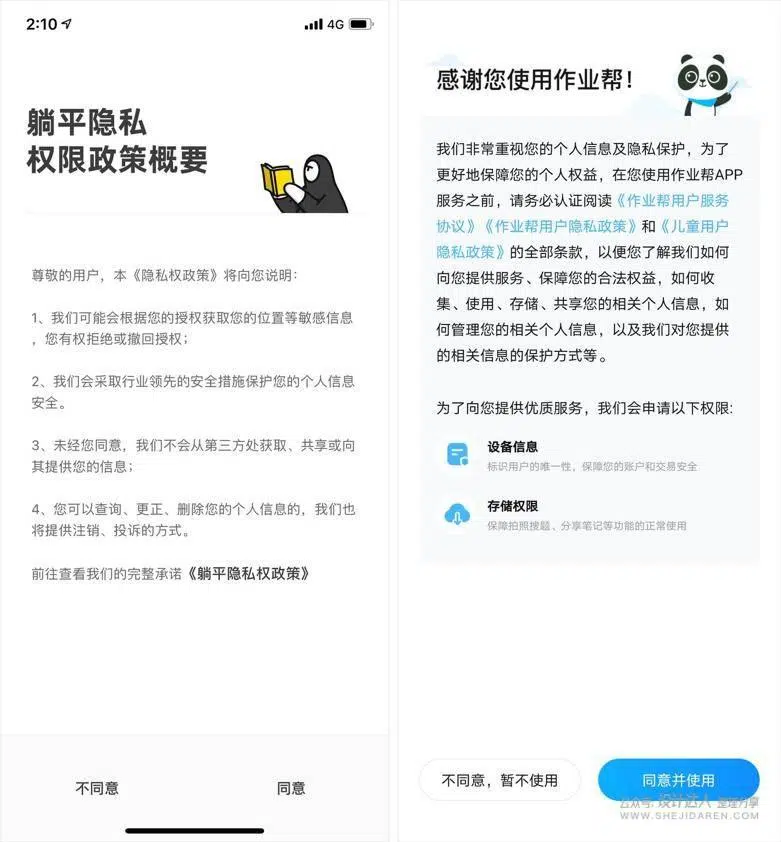 2:10
4G
躺平隐私
权限政策概要
尊敬的用户，本《隐私权政策》将向您说明：
1、我们可能会根据您的授权获取您的位置等敏感信息
，您有权拒绝或撤回授权；
2、我们会采取行业领先的安全措施保护您的个人信息
安全。
3、未经您同意，我们不会从第三方处获取、共享或向
其提供您的信息；
4、您可以查询、更正、删除您的个人信息的，我们也
将提供注销、投诉的方式。
前往查看我们的完整承诺《躺平隐私权政策》
不同意
同意
感谢您使用作业帮！
我们非常重视您的个人信息及隐私保护，为了
更好地保障您的个人权益，在您使用作业帮APP
服务之前，请务必认证阅读《作业帮用户服务
协议》《作业帮用户隐私政策》和《儿童用户
隐私政策》的全部条款，以便您了解我们如何
向您提供服务、保障您的合法权益，如何收
集、使用、存储、共享您的相关个人信息，如
何管理您的相关个人信息，以及我们对您提供
的相关信息的保护方式等。
为了向您提供优质服务，我们会申请以下权限：
设备信息
标识用户的唯一性，保障您的账户和交易安全
存储权限
保障拍照搜题、分享笔记等功能的正常使用
不同意，暂不使用
同意并使用
公众号: 设计达人 整理分享
WWW.SHEJIDAREN.COM